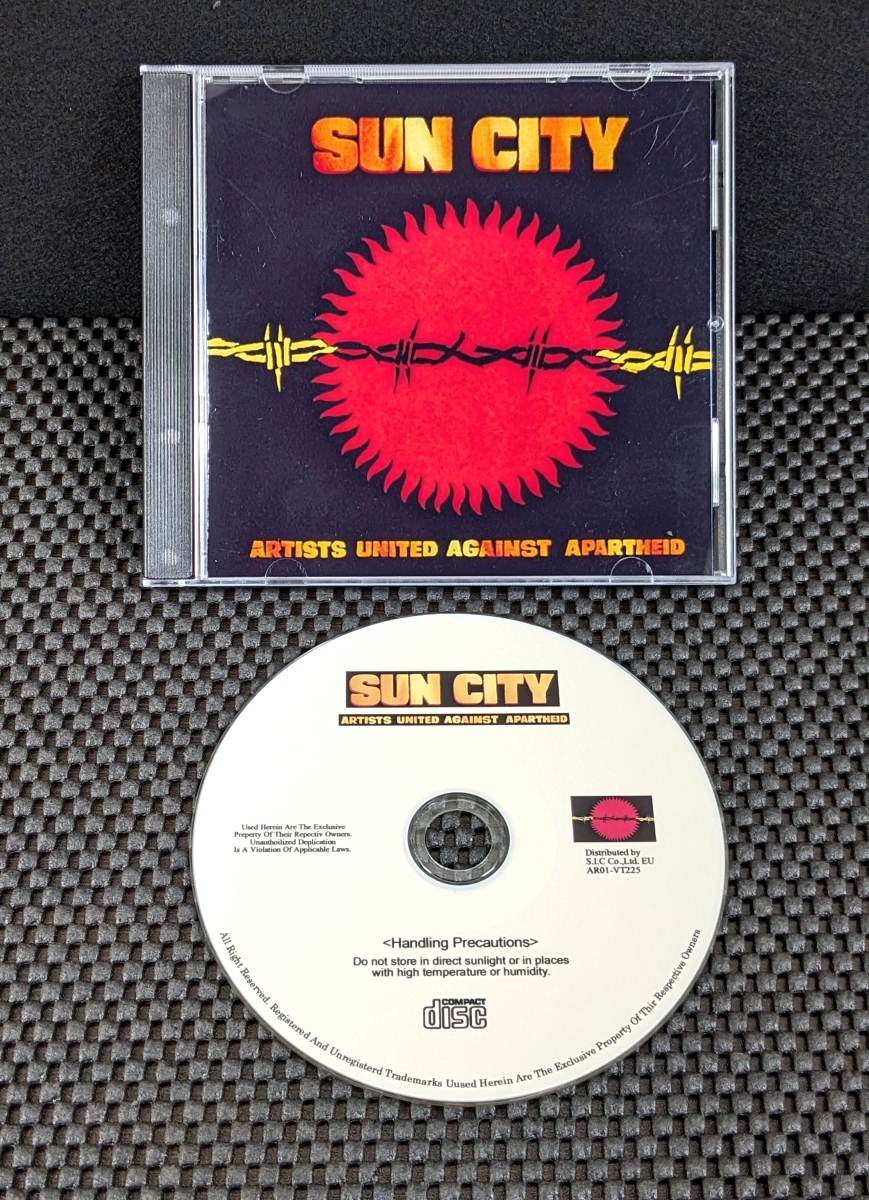 SUN CITY
ARTISTS UNITED AGAINST APARTHEID
SUN CITY
ARTISTS UNITED AGAINST APARTHEID
Used Herein Are The Exclusive
Property Of Their Repectiv Owners.
Unauthoilized Deplication
Is A Violation Of Applicahle Laws.
Distributed by
S.I.C Co.,Ltd. EU
AR01-VT225
<Handling Precautions>
Do not store in direct sunlight or in places
with high temperature or humidity.
COMPACT
disc
All Right Reserved. Registered And Unregisterd Trademarks Uused Herein Are The Exclusive Property Of Thir Respective Owners